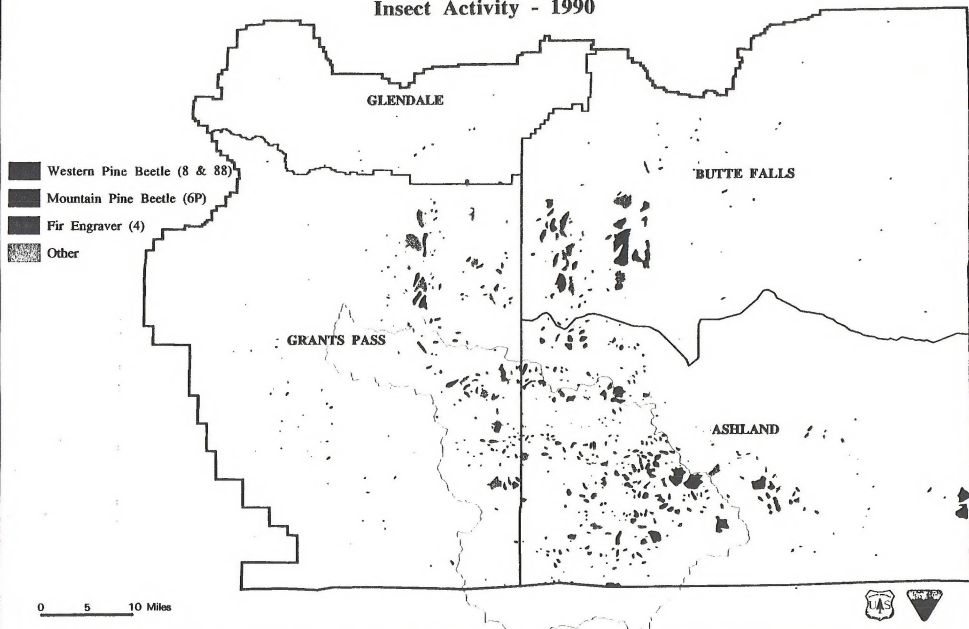 Insect Activity - 1990
GLENDALE
Western Pine Beetle (8 & 88)
Mountain Pine Beetle (6P)
Fir Engraver (4)
Other
BUTTE FALLS
GRANTS PASS
ASHLAND
0 5 10 Miles
U S